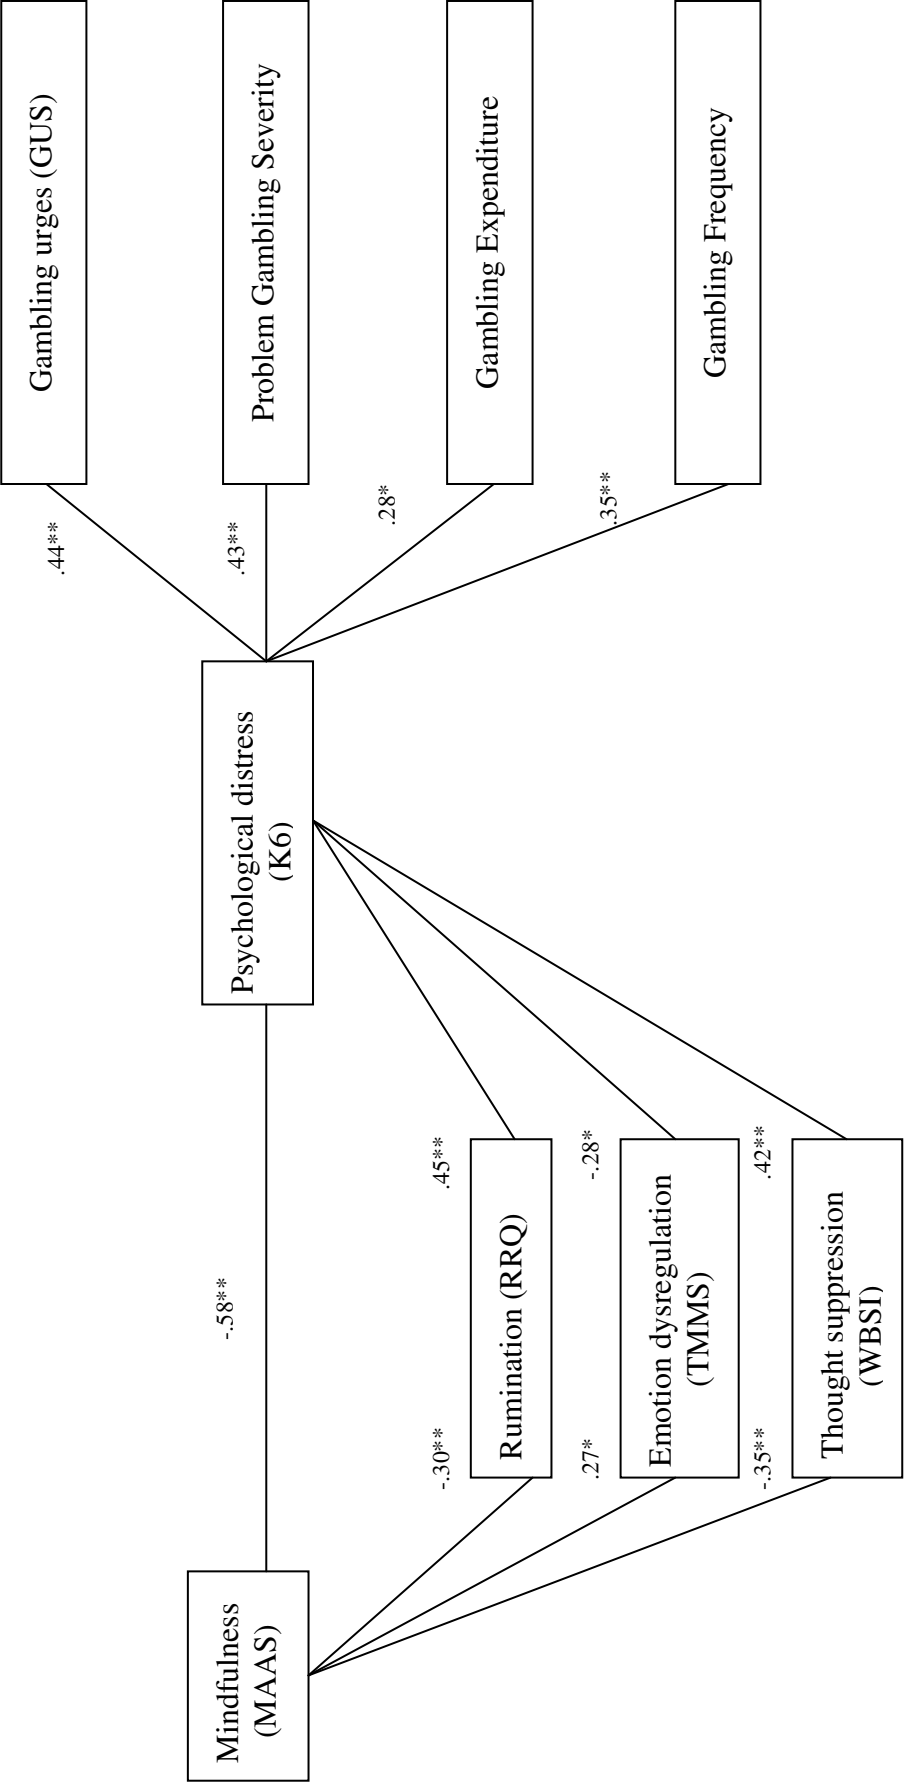 Mindfulness
(MAAS)
-.58**
Psychological distress
(K6)
-.30**
Rumination (RRQ)
.45**
.27*
Emotion dysregulation
(TMMS)
-.28*
-.35**
Thought suppression
(WBSI)
.42**
.44**
Gambling urges (GUS)
.43**
Problem Gambling Severity
.28*
Gambling Expenditure
.35**
Gambling Frequency